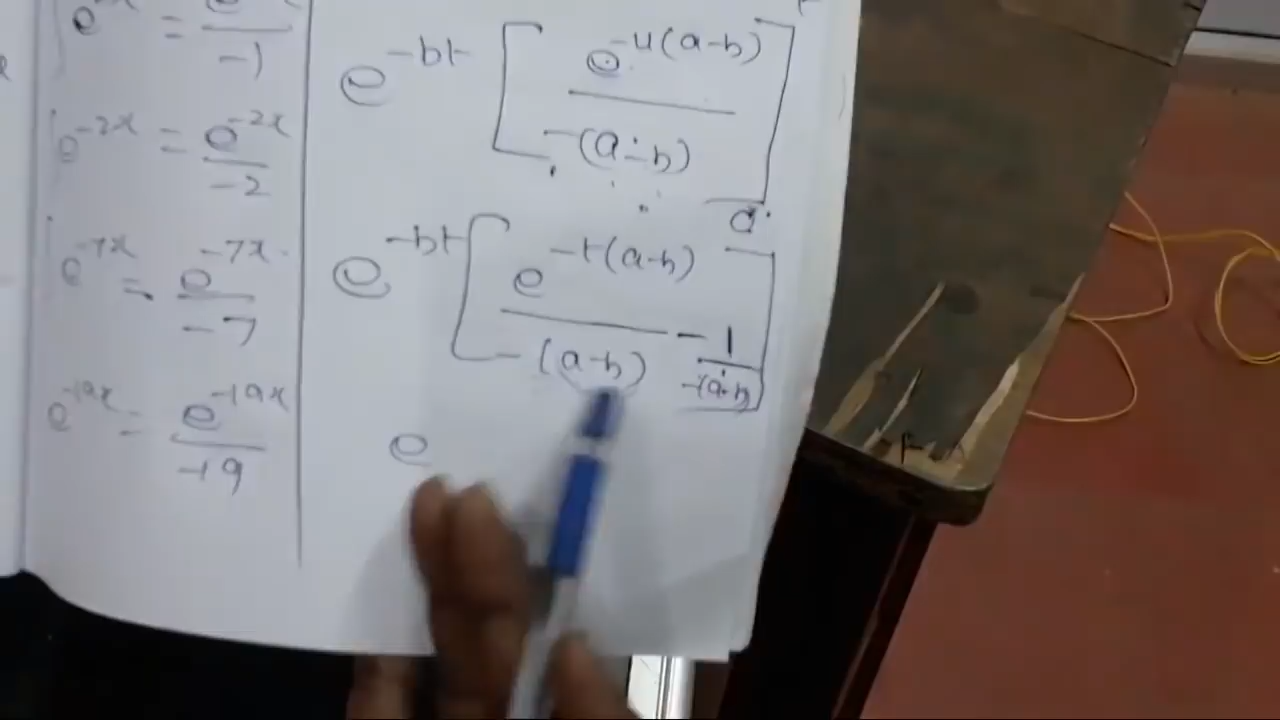 e = e / -1
e^{-2x} = e^{-2x} / -2
e^{-7x} = e^{-7x} / -7
e^{-19x} = e^{-19x} / -19
e^{-bt} [ e^{-u(a-b)} / -(a-b) ]
e^{-bt} [ e^{-t(a-b)} / -(a-b) - 1 / -(a-b) ]
e